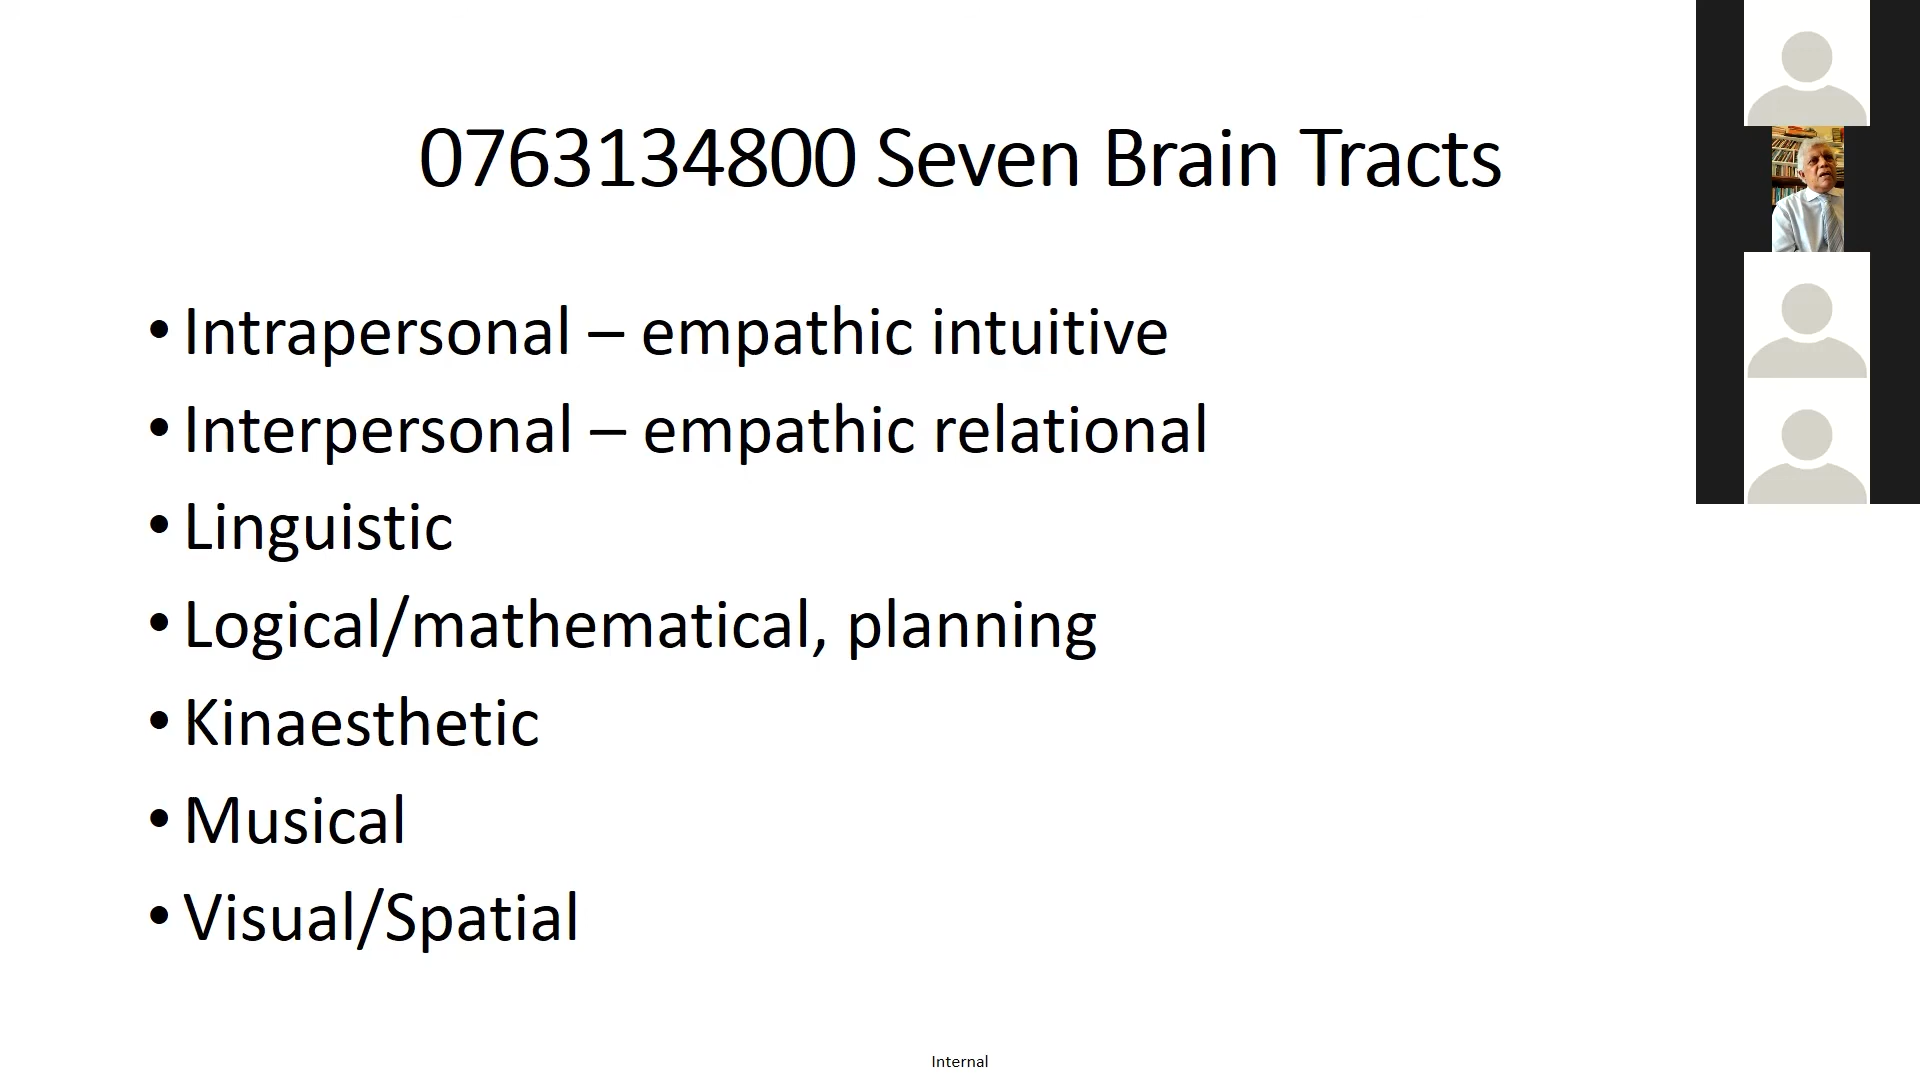 0763134800 Seven Brain Tracts
• Intrapersonal – empathic intuitive
• Interpersonal – empathic relational
• Linguistic
• Logical/mathematical, planning
• Kinaesthetic
• Musical
• Visual/Spatial
Internal